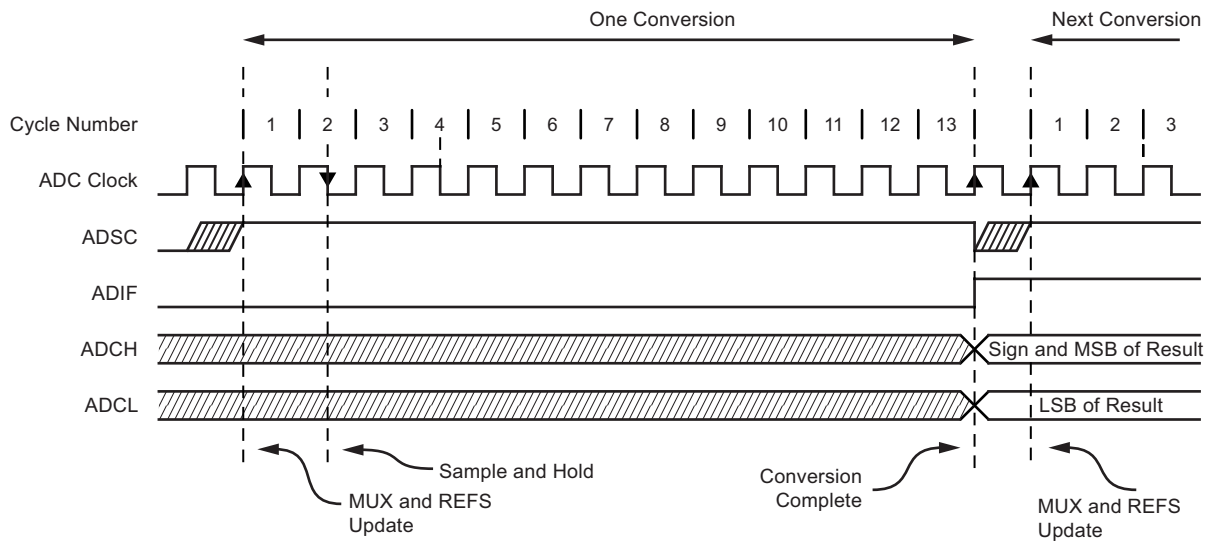 One Conversion
Next Conversion
Cycle Number
1 2 3 4 5 6 7 8 9 10 11 12 13 1 2 3
ADC Clock
ADSC
ADIF
ADCH
Sign and MSB of Result
ADCL
LSB of Result
Sample and Hold
MUX and REFS
Update
Conversion
Complete
MUX and REFS
Update